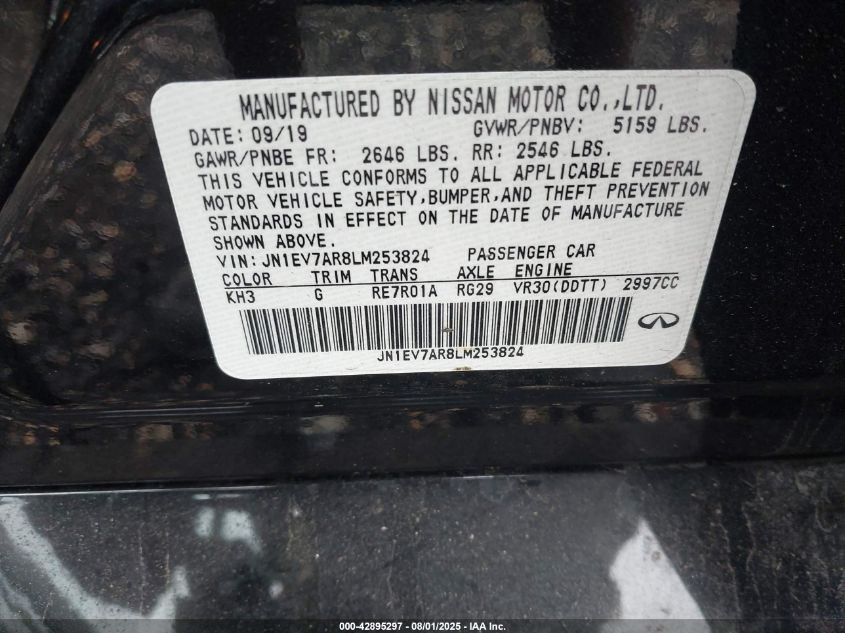 MANUFACTURED BY NISSAN MOTOR CO.,LTD.
DATE: 09/19 GVWR/PNBV: 5159 LBS.
GAWR/PNBE FR: 2646 LBS. RR: 2546 LBS.
THIS VEHICLE CONFORMS TO ALL APPLICABLE FEDERAL
MOTOR VEHICLE SAFETY,BUMPER,AND THEFT PREVENTION
STANDARDS IN EFFECT ON THE DATE OF MANUFACTURE
SHOWN ABOVE.
VIN: JN1EV7AR8LM253824 PASSENGER CAR
COLOR TRIM TRANS AXLE ENGINE
KH3 G RE7R01A RG29 VR30(DDTT) 2997CC
JN1EV7AR8LM253824
000-42895297 - 08/01/2025 - IAA Inc.